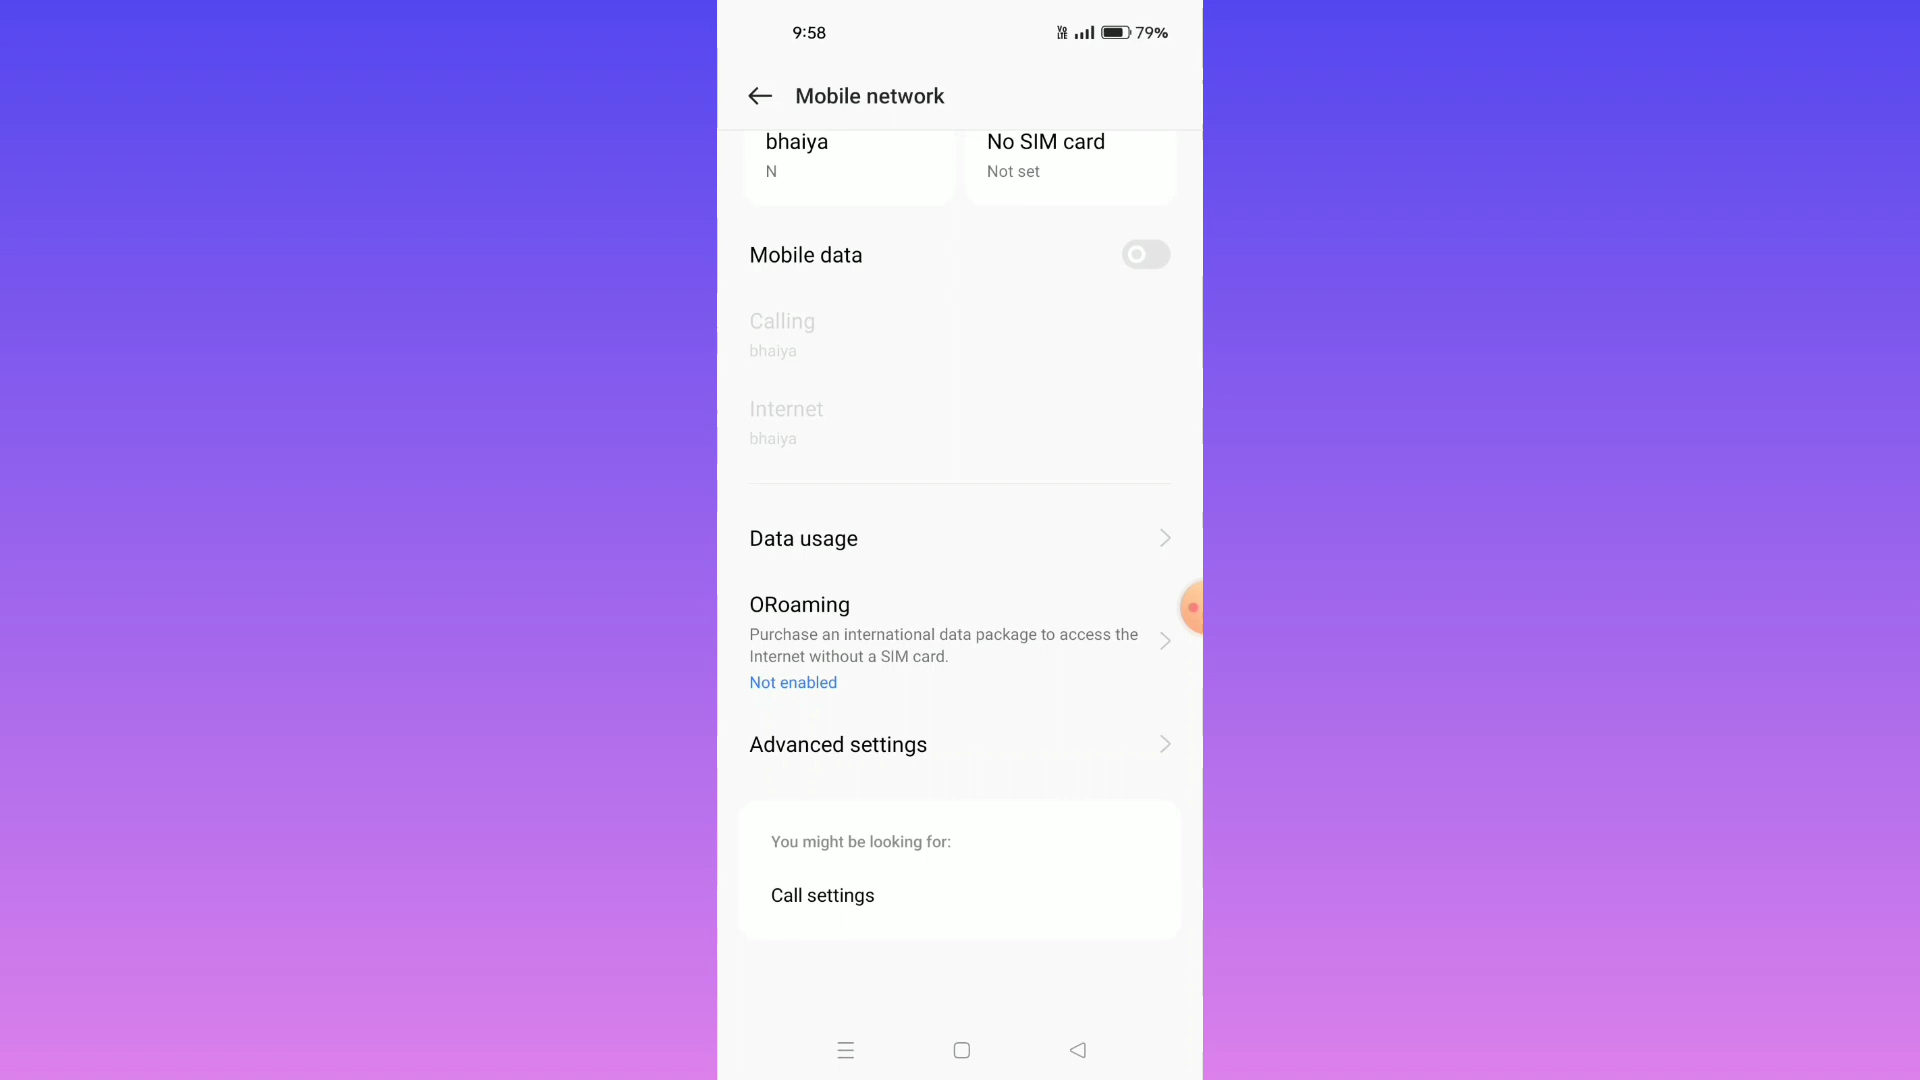 9:58
Vo LTE 79%
Mobile network
bhaiya
No SIM card
N
Not set
Mobile data
Calling
bhaiya
Internet
bhaiya
Data usage
ORoaming
Purchase an international data package to access the
Internet without a SIM card.
Not enabled
Advanced settings
You might be looking for:
Call settings